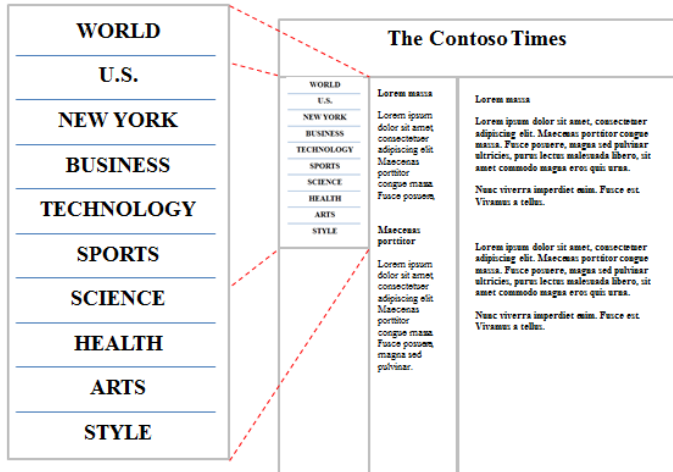 WORLD
U.S.
NEW YORK
BUSINESS
TECHNOLOGY
SPORTS
SCIENCE
HEALTH
ARTS
STYLE
The Contoso Times
WORLD
U.S.
NEW YORK
BUSINESS
TECHNOLOGY
SPORTS
SCIENCE
HEALTH
ARTS
STYLE
Lorem massa
Lorem ipsum
dolor sit amet,
consectetuer
adipiscing elit
Maecenas
porttitor
congue massa.
Fusce posuere,
Maecenas
porttitor
Lorem ipsum
dolor sit amet,
consectetuer
adipiscing elit
Maecenas
porttitor
congue massa.
Fusce posuere,
magna sed
pulvinar.
Lorem massa
Lorem ipsum dolor sit amet, consectetuer
adipiscing elit. Maecenas porttitor congue
massa. Fusce posuere, magna sed pulvinar
ultricies, purus lectus malesuada libero, sit
amet commodo magna eros quis urna.
Nunc viverra imperdiet enim. Fusce est.
Vivamus a tellus.
Lorem ipsum dolor sit amet, consectetuer
adipiscing elit. Maecenas porttitor congue
massa. Fusce posuere, magna sed pulvinar
ultricies, purus lectus malesuada libero, sit
amet commodo magna eros quis urna.
Nunc viverra imperdiet enim. Fusce est.
Vivamus a tellus.